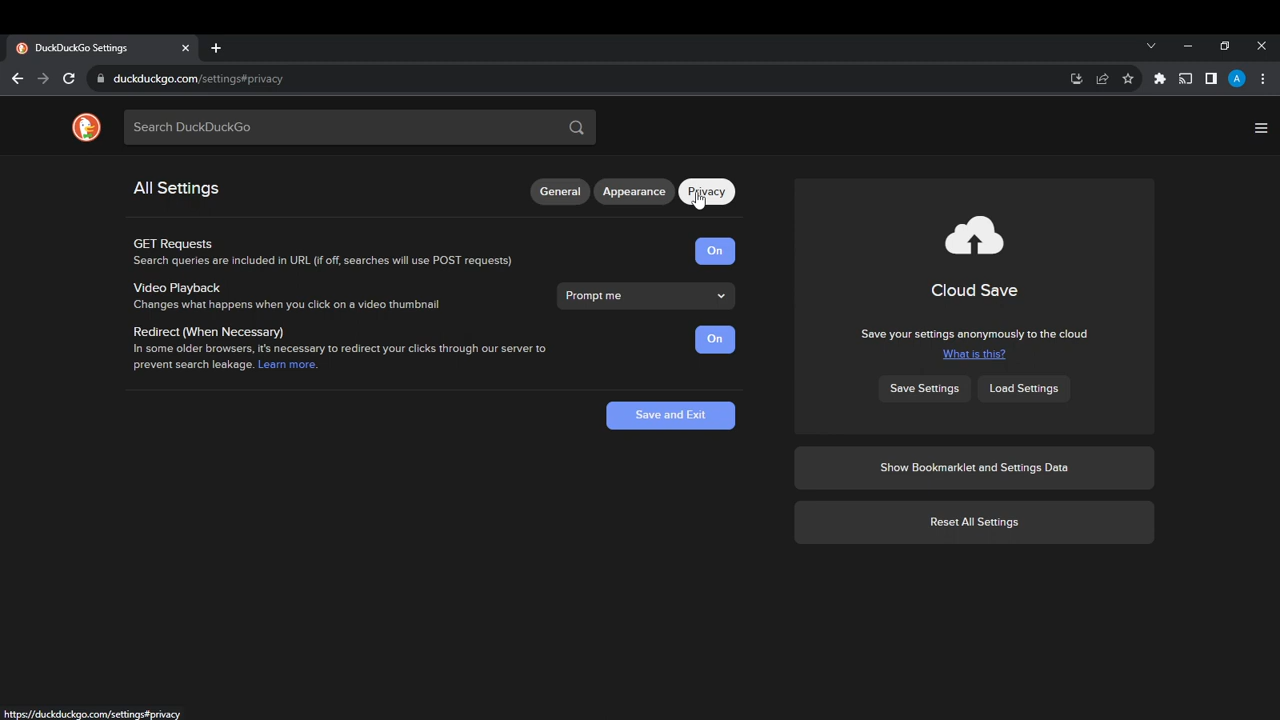 DuckDuckGo Settings
duckduckgo.com/settings#privacy
A
Search DuckDuckGo
All Settings
General
Appearance
Privacy
GET Requests
Search queries are included in URL (if off, searches will use POST requests)
On
Video Playback
Changes what happens when you click on a video thumbnail
Prompt me
Redirect (When Necessary)
In some older browsers, it's necessary to redirect your clicks through our server to
prevent search leakage. Learn more.
On
Save and Exit
Cloud Save
Save your settings anonymously to the cloud
What is this?
Save Settings
Load Settings
Show Bookmarklet and Settings Data
Reset All Settings
https://duckduckgo.com/settings#privacy